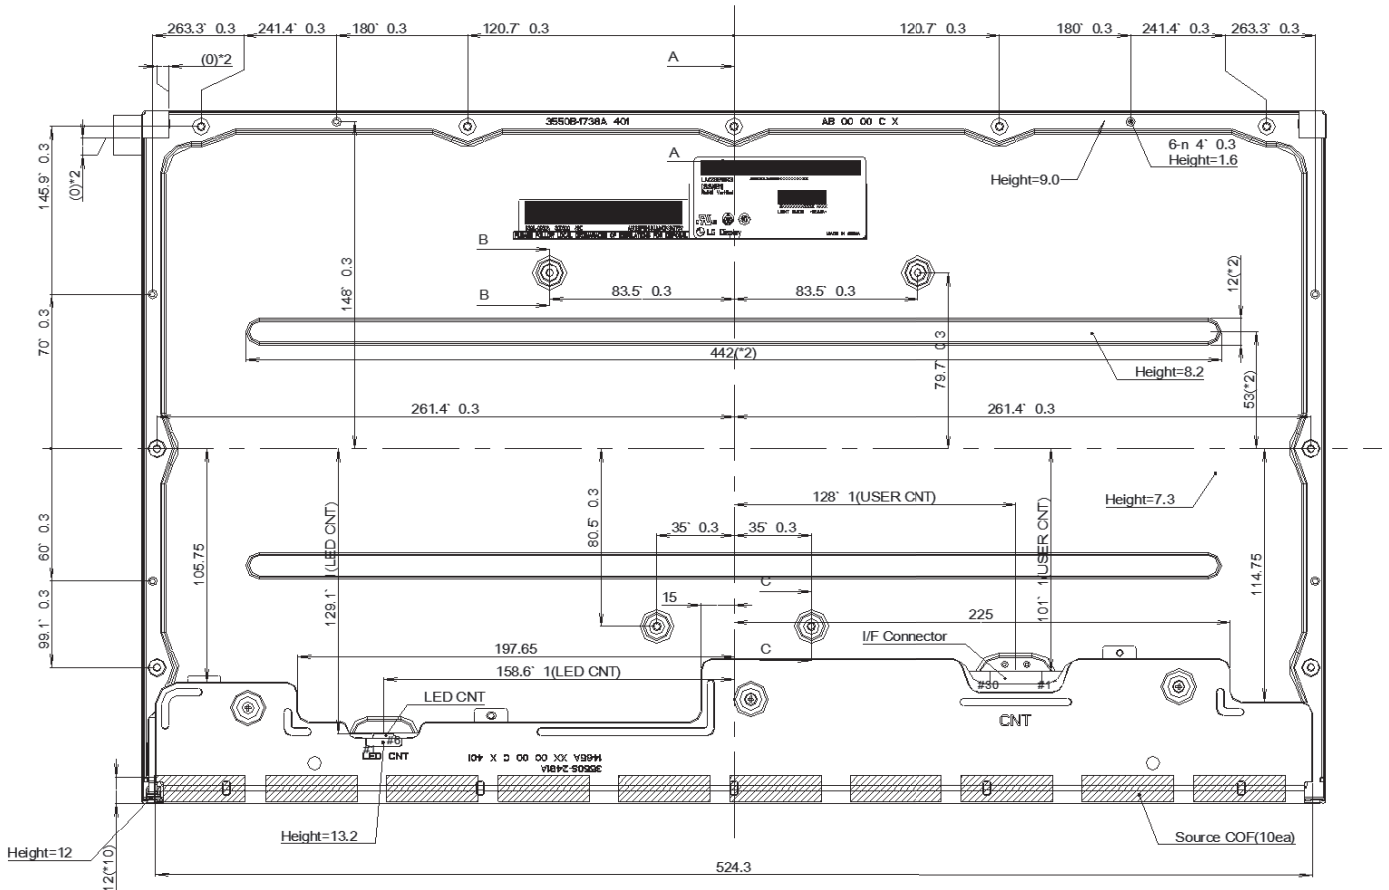 263.3` 0.3 241.4` 0.3 180` 0.3 120.7` 0.3 120.7` 0.3 180` 0.3 241.4` 0.3 263.3` 0.3
(0)*2
A
3550B-1738A 401
AB 00 00 C X
6-n 4` 0.3
Height=1.6
Height=9.0
A
145.9` 0.3
(0)*2
LG Display
B
148` 0.3
B
83.5` 0.3 83.5` 0.3
12(*2)
70` 0.3
442(*2)
79.7` 0.3
Height=8.2
53(*2)
261.4` 0.3 261.4` 0.3
128` 1(USER CNT)
Height=7.3
80.5` 0.3
35` 0.3 35` 0.3
60` 0.3
105.75
129.1` 1(LED CNT)
101` 1(USER CNT)
114.75
C
15
225
99.1` 0.3
I/F Connector
197.65
C
158.6` 1(LED CNT)
#30 #1
LED CNT
CNT
#6
#1
LED CNT
1466A XX 00 00 C X 401
3550S-2481A
Height=13.2
Source COF(10ea)
Height=12
12(*10)
524.3